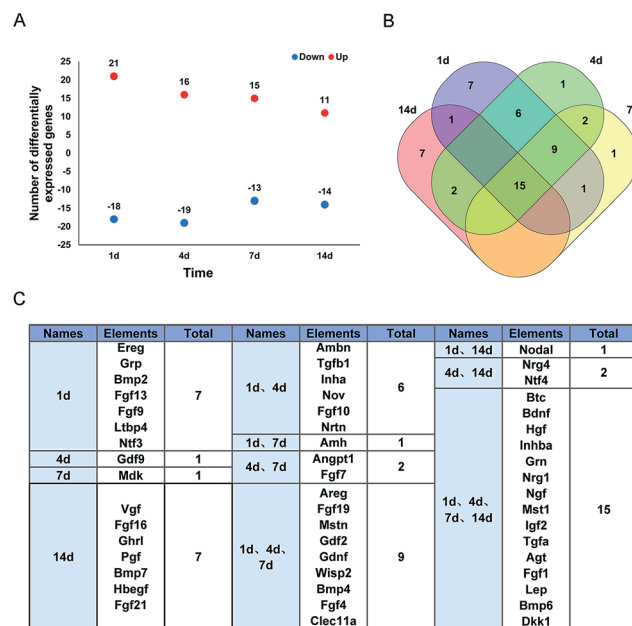 A
Down Up
Number of differentially
expressed genes
25
20
15
10
5
0
-5
-10
-15
-20
-25
21
16
15
11
-18
-19
-13
-14
1d
4d
7d
14d
Time
B
1d
4d
14d
7
7
1
6
1
2
7
9
1
2
15
1
C
Names Elements Total
1d
Ereg
Grp
Bmp2
Fgf13
Fgf9
Ltbp4
Ntf3
7
4d Gdf9 1
7d Mdk 1
14d
Vgf
Fgf16
Ghrl
Pgf
Bmp7
Hbegf
Fgf21
7
Names Elements Total
1d、4d
Ambn
Tgfb1
Inha
Nov
Fgf10
Nrtn
6
1d、7d Amh 1
4d、7d
Angpt1
Fgf7
2
1d、4d、
7d
Areg
Fgf19
Mstn
Gdf2
Gdnf
Wisp2
Bmp4
Fgf4
Clec11a
9
Names Elements Total
1d、14d Nodal 1
4d、14d
Nrg4
Ntf4
2
1d、4d、
7d、14d
Btc
Bdnf
Hgf
Inhba
Grn
Nrg1
Ngf
Mst1
Igf2
Tgfa
Agt
Fgf1
Lep
Bmp6
Dkk1
15